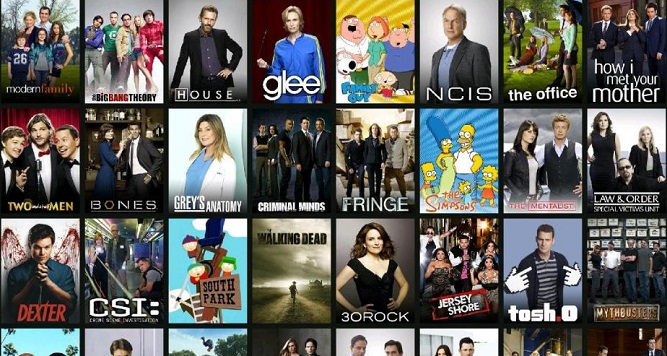 modern family
THE BIG BANG THEORY
HOUSE
glee
FAMILY GUY
NCIS
the office
how i
met your
mother
TWO and a half MEN
BONES
GREY'S ANATOMY
CRIMINAL MINDS
FRINGE
THE SIMPSONS
THE MENTALIST
LAW & ORDER
SPECIAL VICTIMS UNIT
DEXTER
CSI:
CRIME SCENE INVESTIGATION
SOUTH
PARK
THE
WALKING DEAD
30ROCK
JERSEY
SHORE
tosh.0
MYTHBUSTERS